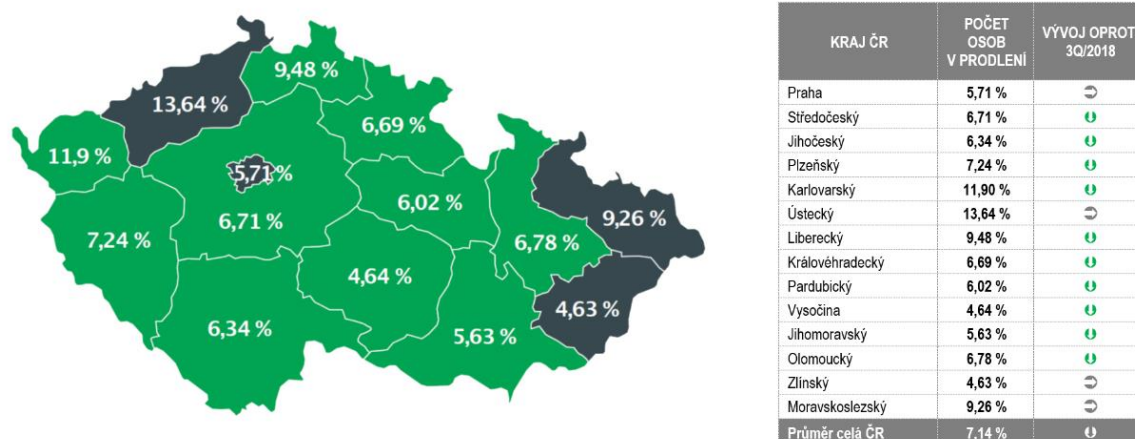 9,48 %
13,64 %
6,69 %
11,9 %
5,71 %
6,02 %
9,26 %
6,71 %
7,24 %
6,78 %
4,64 %
4,63 %
6,34 %
5,63 %
KRAJ ČR POČET OSOB V PRODLENÍ VÝVOJ OPROT 3Q/2018
Praha 5,71 %
Středočeský 6,71 %
Jihočeský 6,34 %
Plzeňský 7,24 %
Karlovarský 11,90 %
Ústecký 13,64 %
Liberecký 9,48 %
Královéhradecký 6,69 %
Pardubický 6,02 %
Vysočina 4,64 %
Jihomoravský 5,63 %
Olomoucký 6,78 %
Zlínský 4,63 %
Moravskoslezský 9,26 %
Průměr celá ČR 7,14 %